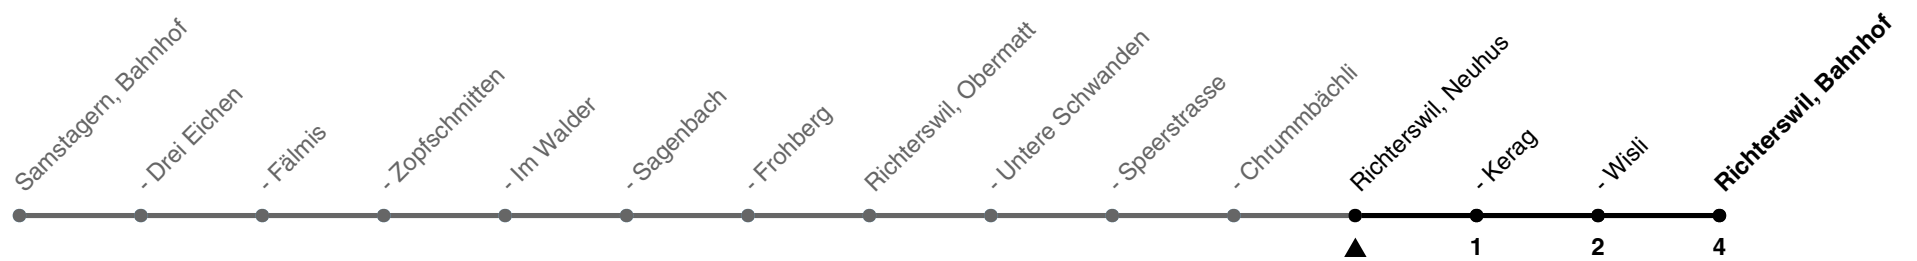 Samstagern, Bahnhof
- Drei Eichen
- Fälmis
- Zopfschmitten
- Im Walder
- Sagenbach
- Frohberg
Richterswil, Obermatt
- Untere Schwanden
- Speerstrasse
- Chrummbächli
Richterswil, Neuhus
- Kerag
- Wisli
Richterswil, Bahnhof
1
2
4